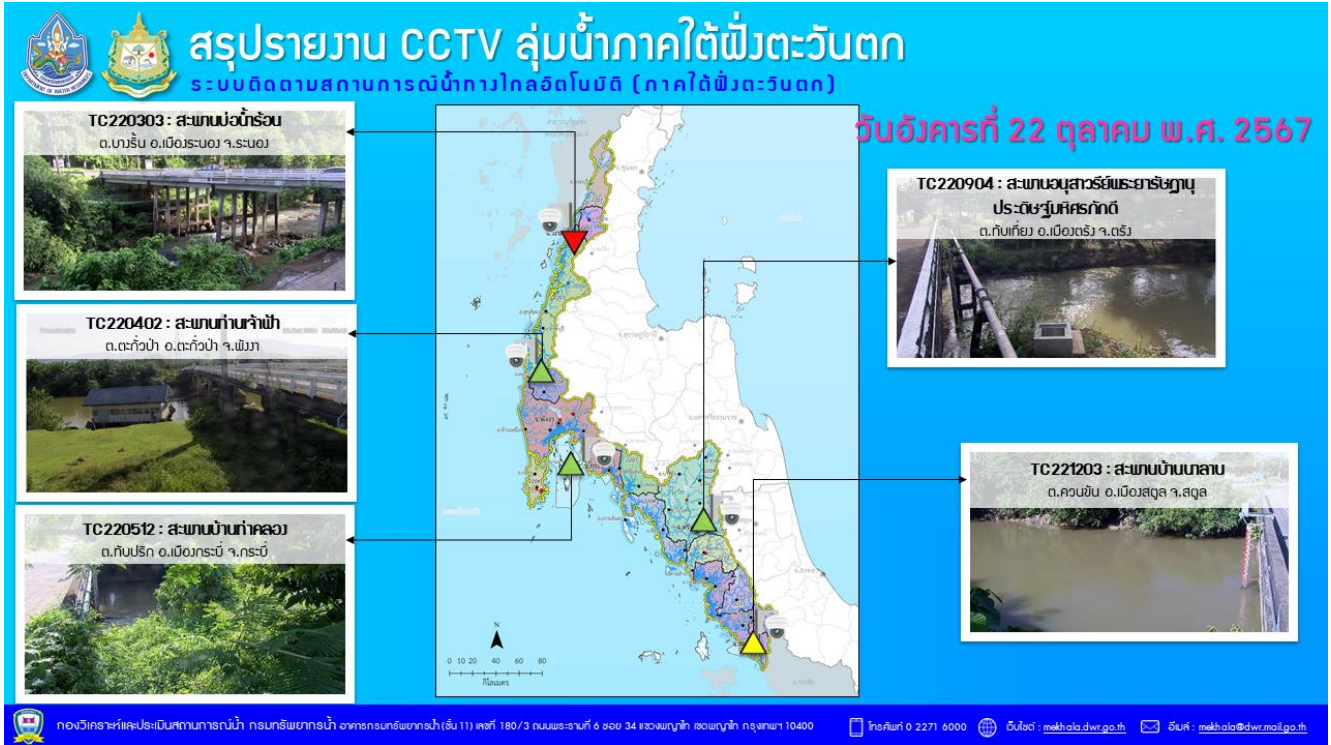 สรุปรายงาน CCTV ลุ่มน้ำภาคใต้ฝั่งตะวันตก
ระบบติดตามสถานการณ์น้ำทางไกลอัตโนมัติ (ภาคใต้ฝั่งตะวันตก)
วันอังคารที่ 22 ตุลาคม พ.ศ. 2567
TC220303 : สะพานบ่อน้ำร้อน
ต.บางริ้น อ.เมืองระนอง จ.ระนอง
TC220402 : สะพานท่านเจ้าฟ้า
ต.ตะกั่วป่า อ.ตะกั่วป่า จ.พังงา
TC220512 : สะพานบ้านท่าคลอง
ต.ทับปริก อ.เมืองกระบี่ จ.กระบี่
TC220904 : สะพานอนุสาวรีย์พระยารัษฎานุ
ประดิษฐ์มหิศรภักดี
ต.ทับเที่ยง อ.เมืองตรัง จ.ตรัง
TC221203 : สะพานบ้านนาลาน
ต.ควนขัน อ.เมืองสตูล จ.สตูล
N
0 10 20 40 60 80
กิโลเมตร
กองวิเคราะห์และประเมินสถานการณ์น้ำ กรมทรัพยากรน้ำ อาคารกรมทรัพยากรน้ำ (ชั้น 11) เลขที่ 180/3 ถนนพระรามที่ 6 ซอย 34 แขวงพญาไท เขตพญาไท กรุงเทพฯ 10400
โทรศัพท์ 0 2271 6000
เว็บไซต์ : mekhala.dwr.go.th
อีเมล์ : mekhala@dwr.mail.go.th